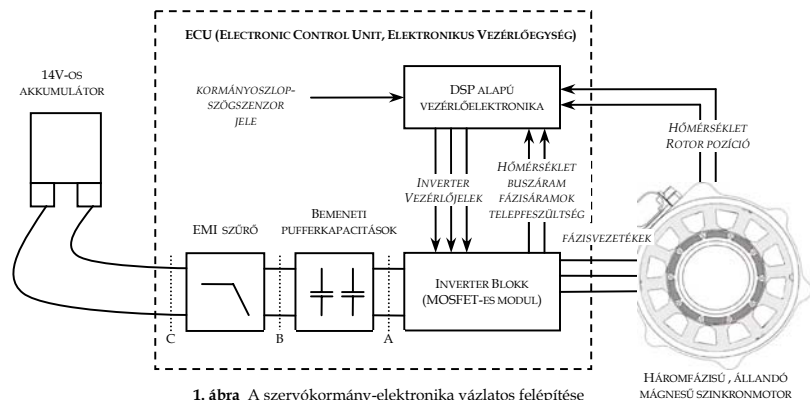 ECU (ELECTRONIC CONTROL UNIT, ELEKTRONIKUS VEZÉRLŐEGYSÉG)
14V-OS
AKKUMULÁTOR
KORMÁNYOSZLOP-
SZÖGSZENZOR
JELE
DSP ALAPÚ
VEZÉRLŐELEKTRONIKA
HŐMÉRSÉKLET
ROTOR POZÍCIÓ
INVERTER
VEZÉRLŐJELEK
HŐMÉRSÉKLET
BUSZÁRAM
FÁZISÁRAMOK
TELEPFESZÜLTSÉG
FÁZISVEZETÉKEK
EMI SZŰRŐ
BEMENETI
PUFFERKAPACITÁSOK
INVERTER BLOKK
(MOSFET-ES MODUL)
C
B
A
HÁROMFÁZISÚ , ÁLLANDÓ
MÁGNESŰ SZINKRONMOTOR
1. ábra A szervókormány-elektronika vázlatos felépítése